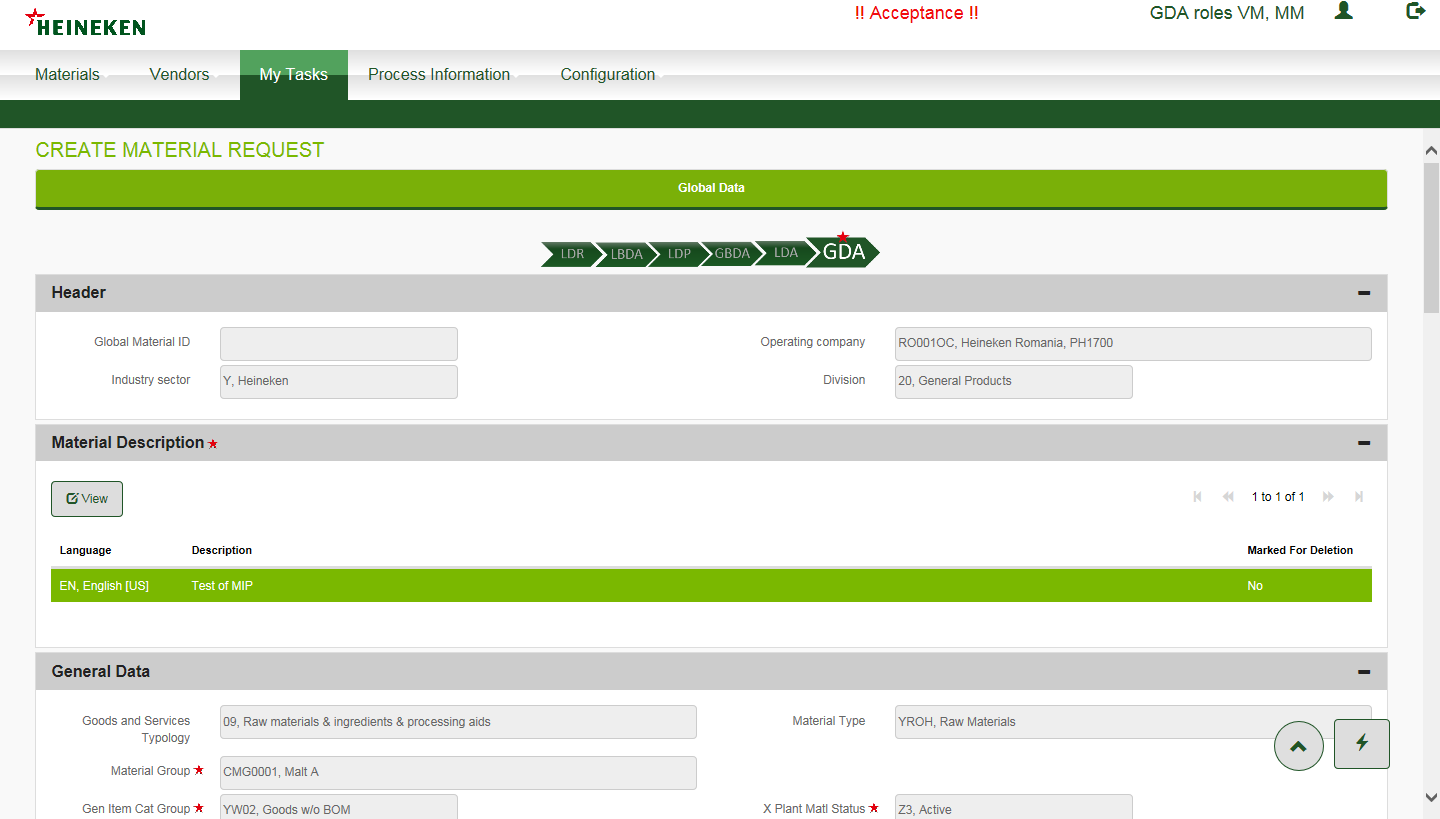 HEINEKEN
!! Acceptance !!
GDA roles VM, MM
Materials
Vendors
My Tasks
Process Information
Configuration
CREATE MATERIAL REQUEST
Global Data
LDR
LBDA
LDP
GBDA
LDA
GDA
Header
Global Material ID
Operating company
RO001OC, Heineken Romania, PH1700
Industry sector
Y, Heineken
Division
20, General Products
Material Description
View
1 to 1 of 1
Language
Description
Marked For Deletion
EN, English [US]
Test of MIP
No
General Data
Goods and Services
Typology
09, Raw materials & ingredients & processing aids
Material Type
YROH, Raw Materials
Material Group
CMG0001, Malt A
Gen Item Cat Group
YW02, Goods w/o BOM
X Plant Matl Status
Z3, Active